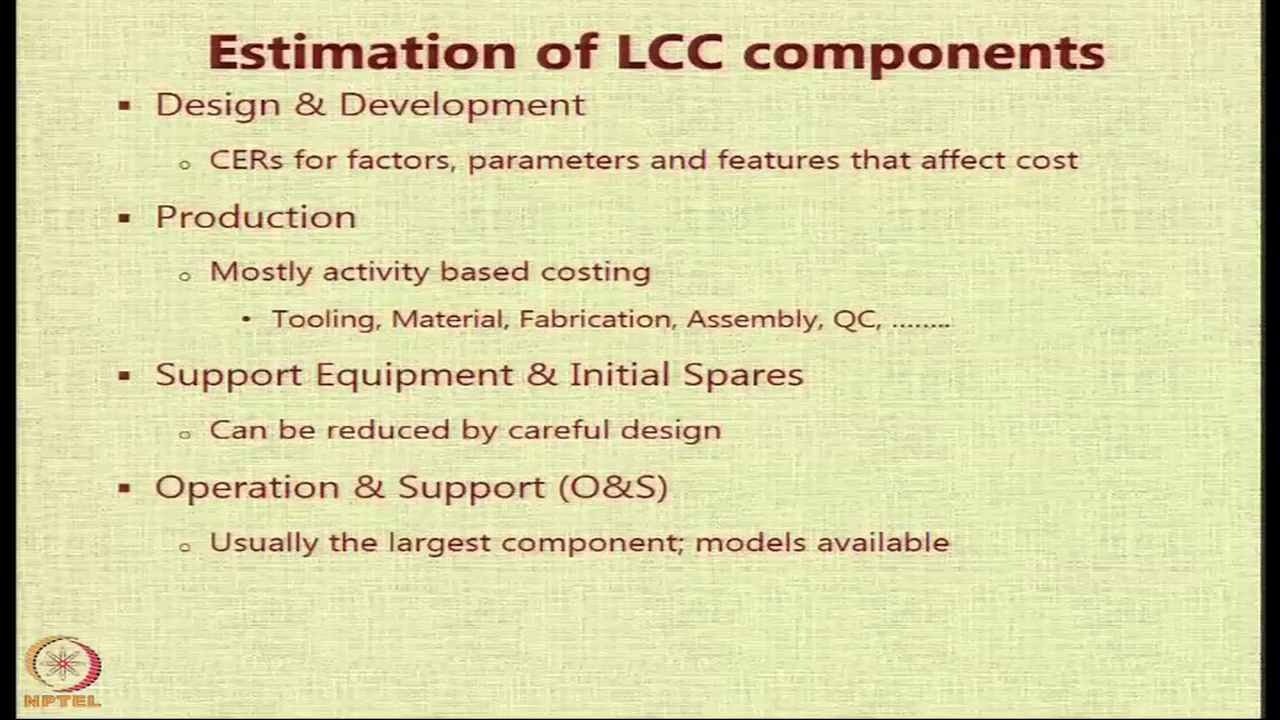 Estimation of LCC components
▪ Design & Development
○ CERs for factors, parameters and features that affect cost
▪ Production
○ Mostly activity based costing
• Tooling, Material, Fabrication, Assembly, QC, ........
▪ Support Equipment & Initial Spares
○ Can be reduced by careful design
▪ Operation & Support (O&S)
○ Usually the largest component; models available
NPTEL